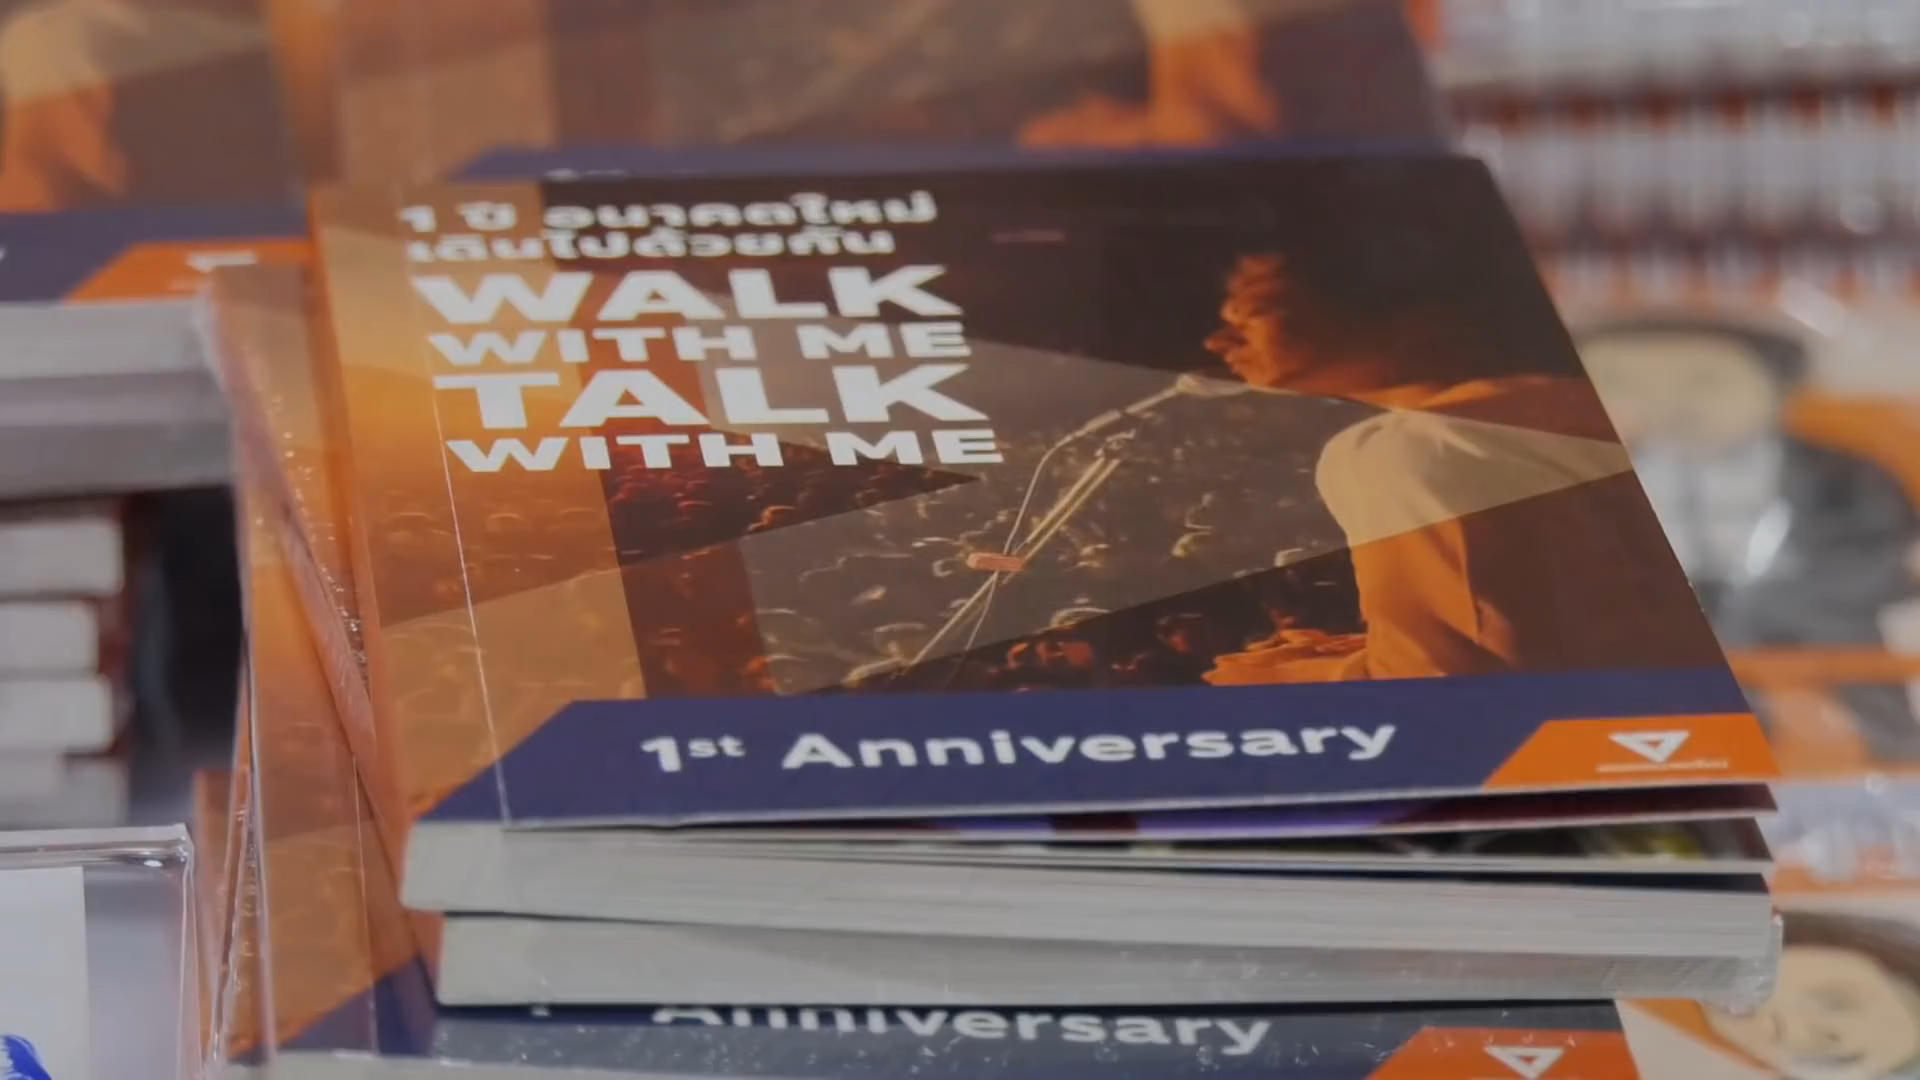 1 ปี อนาคตใหม่
เดินไปด้วยกัน
WALK
WITH ME
TALK
WITH ME
1st Anniversary
Anniversary